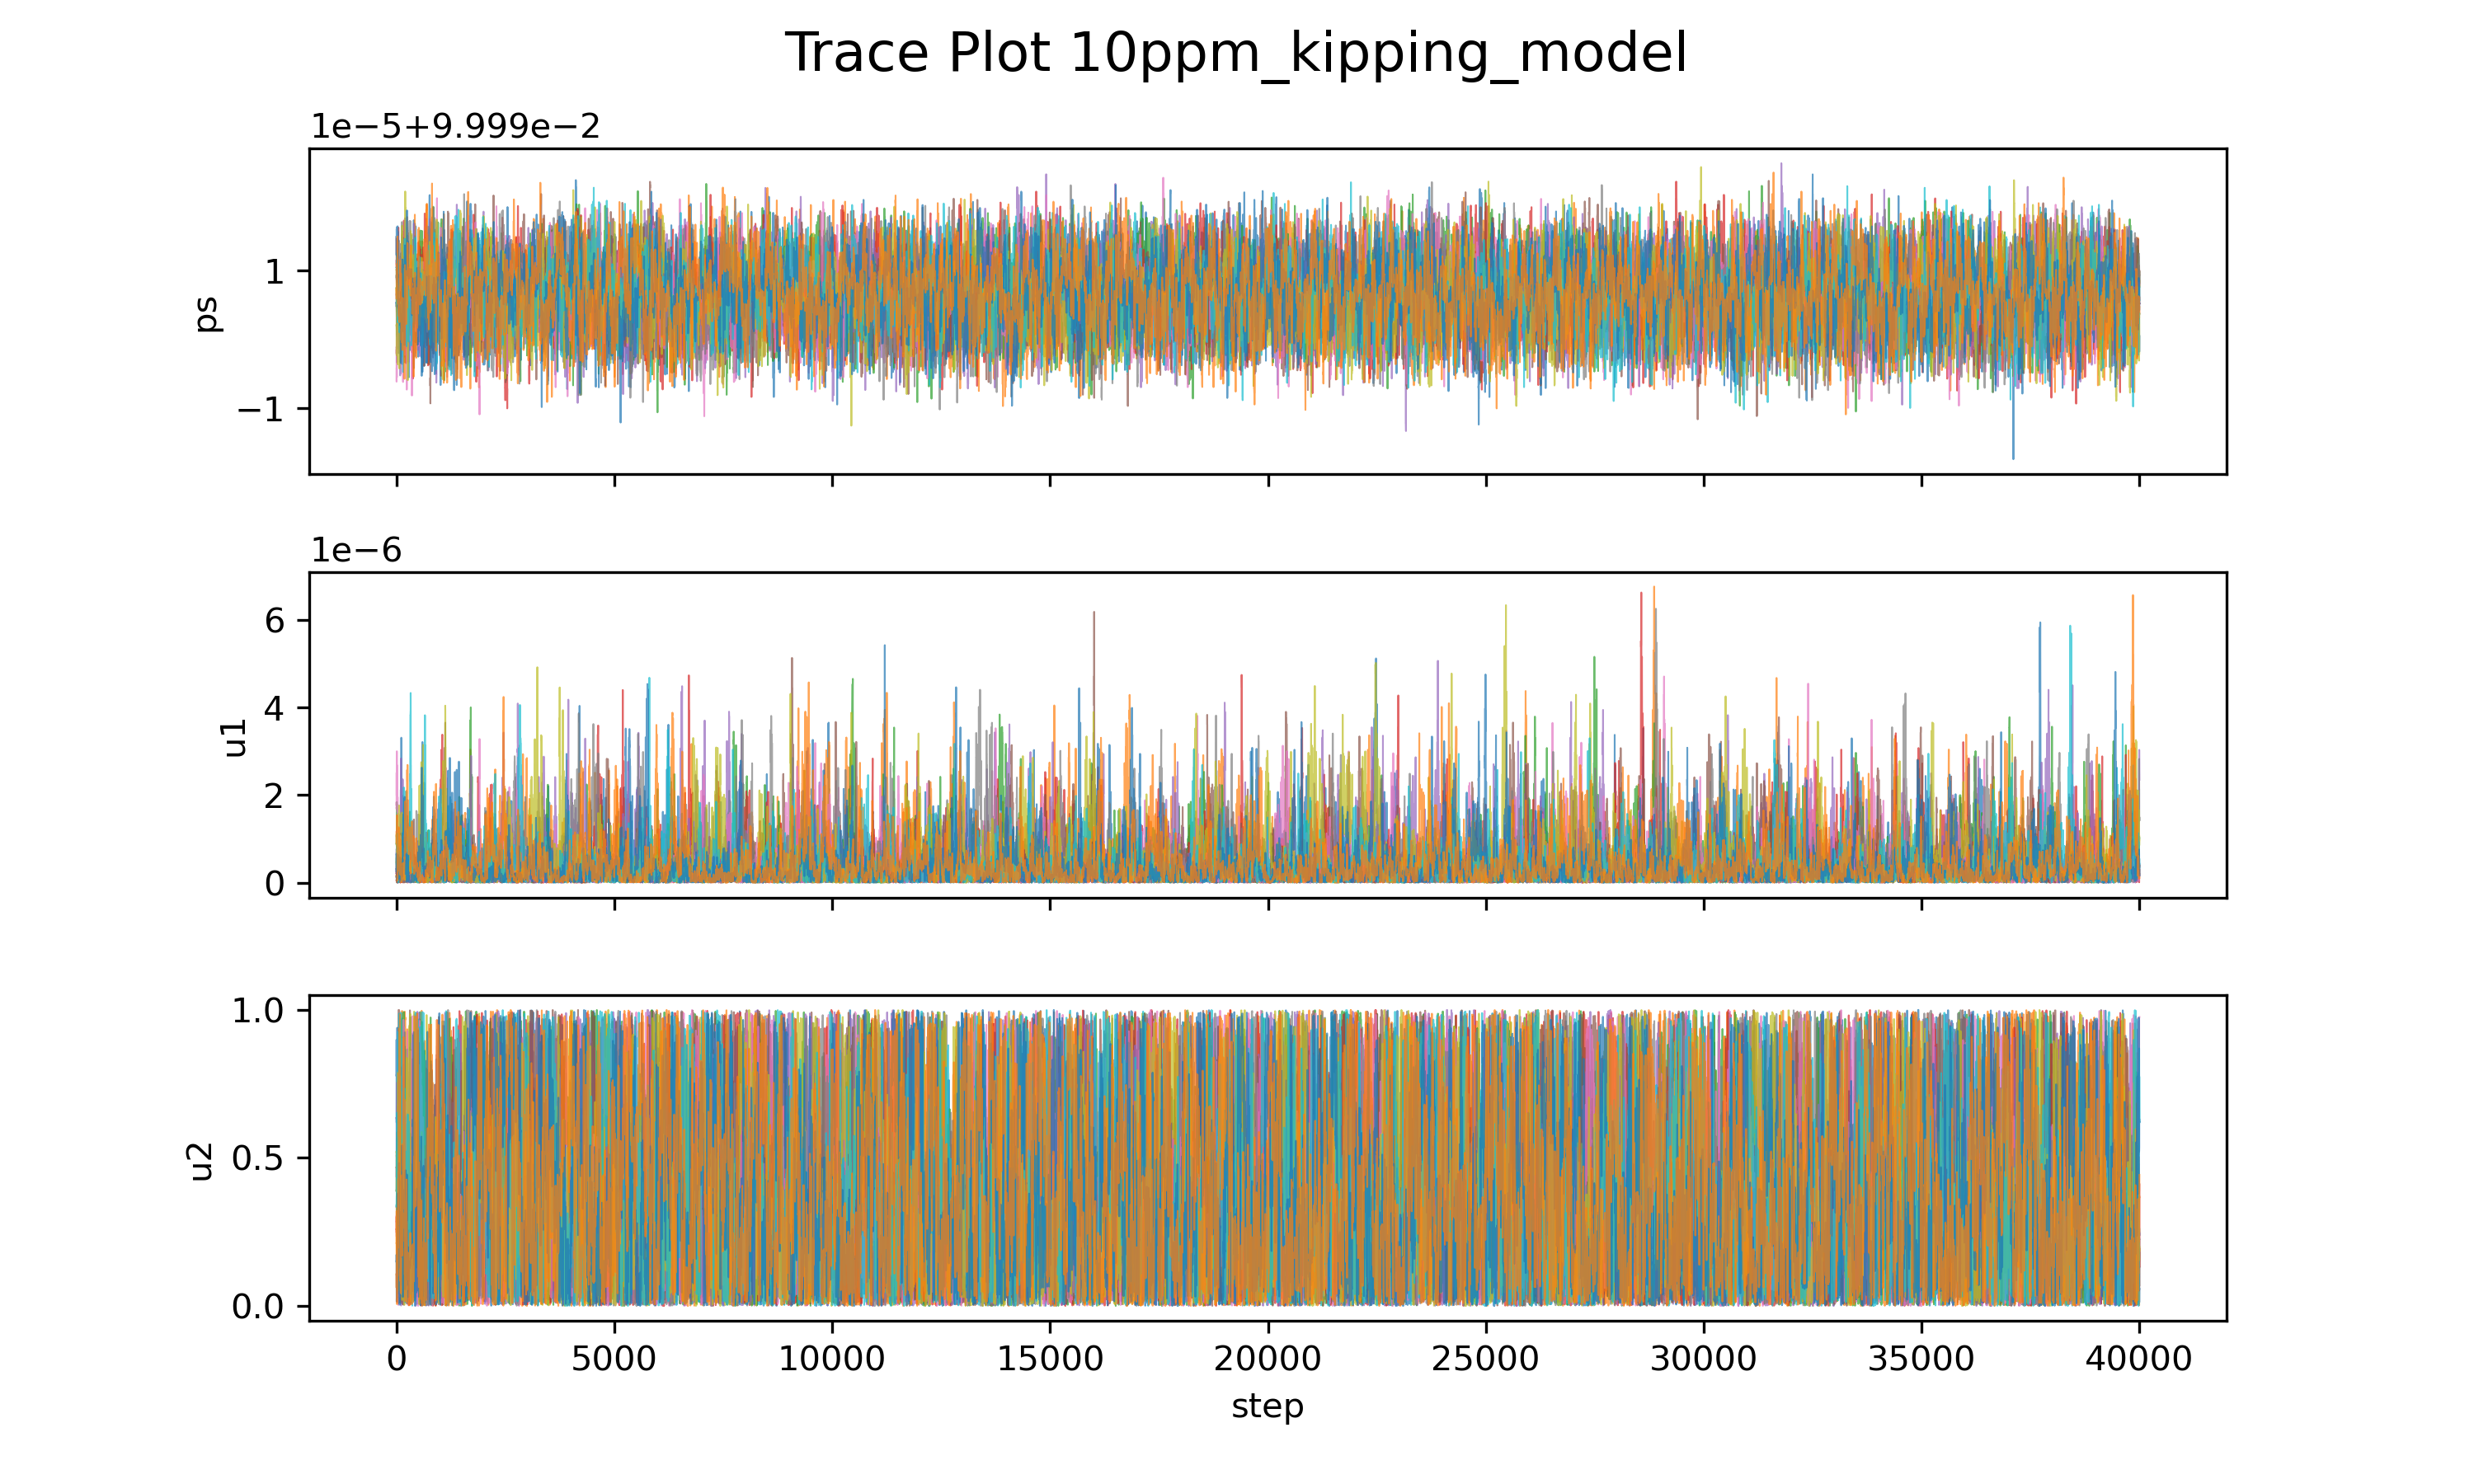 Trace Plot 10ppm_kipping_model
1e−5+9.999e−2
1
−1
ps
1e−6
6
4
2
0
u1
1.0
0.5
0.0
u2
0 5000 10000 15000 20000 25000 30000 35000 40000
step